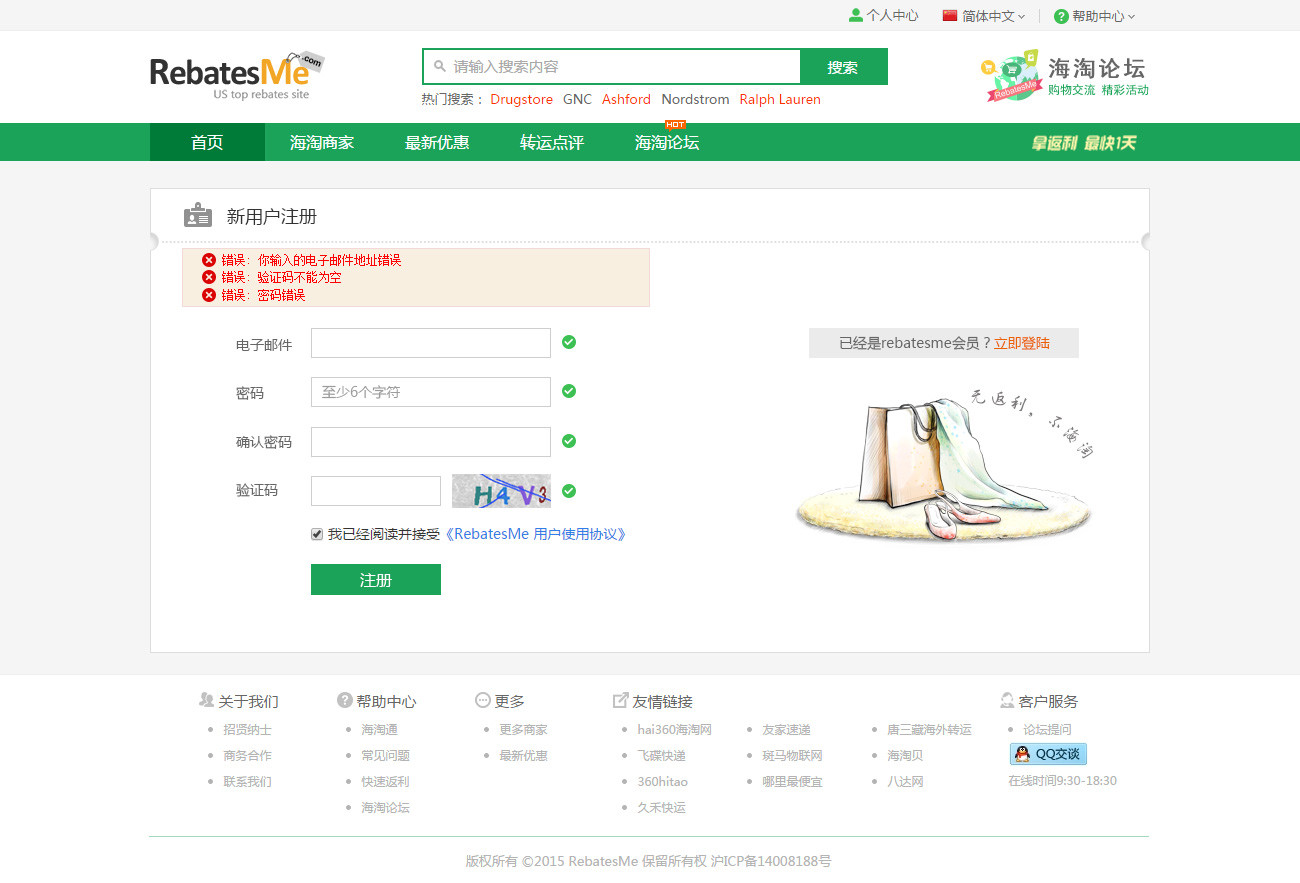 个人中心 简体中文 帮助中心
RebatesMe .com
US top rebates site
请输入搜索内容 搜索
热门搜索： Drugstore GNC Ashford Nordstrom Ralph Lauren
RebatesMe
海淘论坛
购物交流 精彩活动
HOT
首页 海淘商家 最新优惠 转运点评 海淘论坛 拿返利 最快1天
新用户注册
错误：你输入的电子邮件地址错误
错误：验证码不能为空
错误：密码错误
电子邮件
已经是rebatesme会员？立即登陆
密码 至少6个字符
无返利，不海淘
确认密码
验证码 H4V3
我已经阅读并接受《RebatesMe 用户使用协议》
注册
关于我们 帮助中心 更多 友情链接 客户服务
招贤纳士 海淘通 更多商家 hai360海淘网 友家速递 唐三藏海外转运 论坛提问
商务合作 常见问题 最新优惠 飞碟快递 斑马物联网 海淘贝 QQ交谈
联系我们 快速返利 360hitao 哪里最便宜 八达网 在线时间9:30-18:30
海淘论坛 久禾快运
版权所有 ©2015 RebatesMe 保留所有权 沪ICP备14008188号